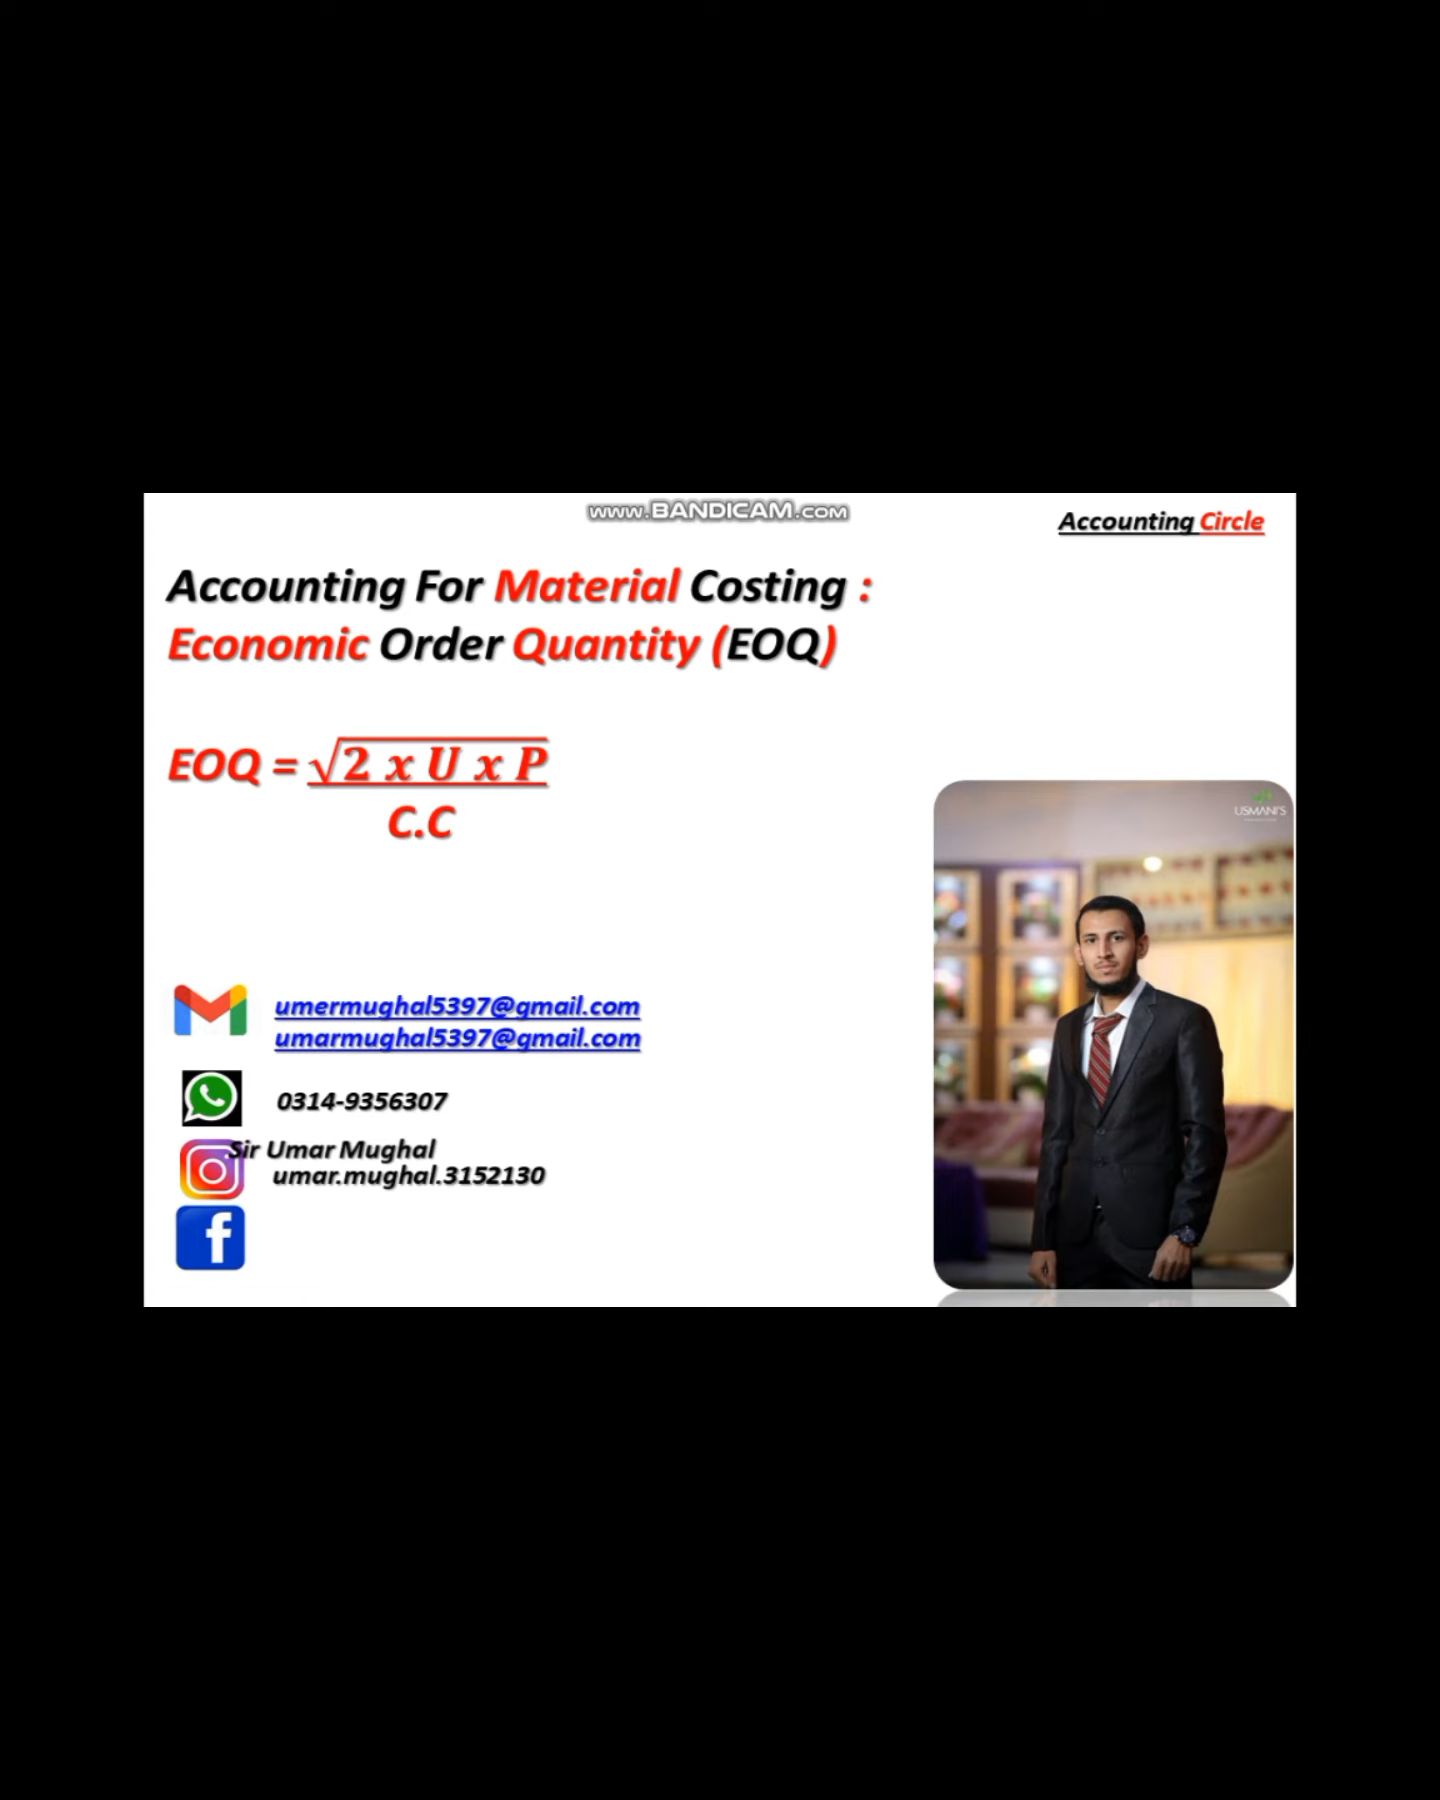 www.BANDICAM.com
Accounting Circle
Accounting For Material Costing :
Economic Order Quantity (EOQ)
EOQ = √2 x U x P
C.C
USMANI'S
umermughal5397@gmail.com
umarmughal5397@gmail.com
0314-9356307
Sir Umar Mughal
umar.mughal.3152130